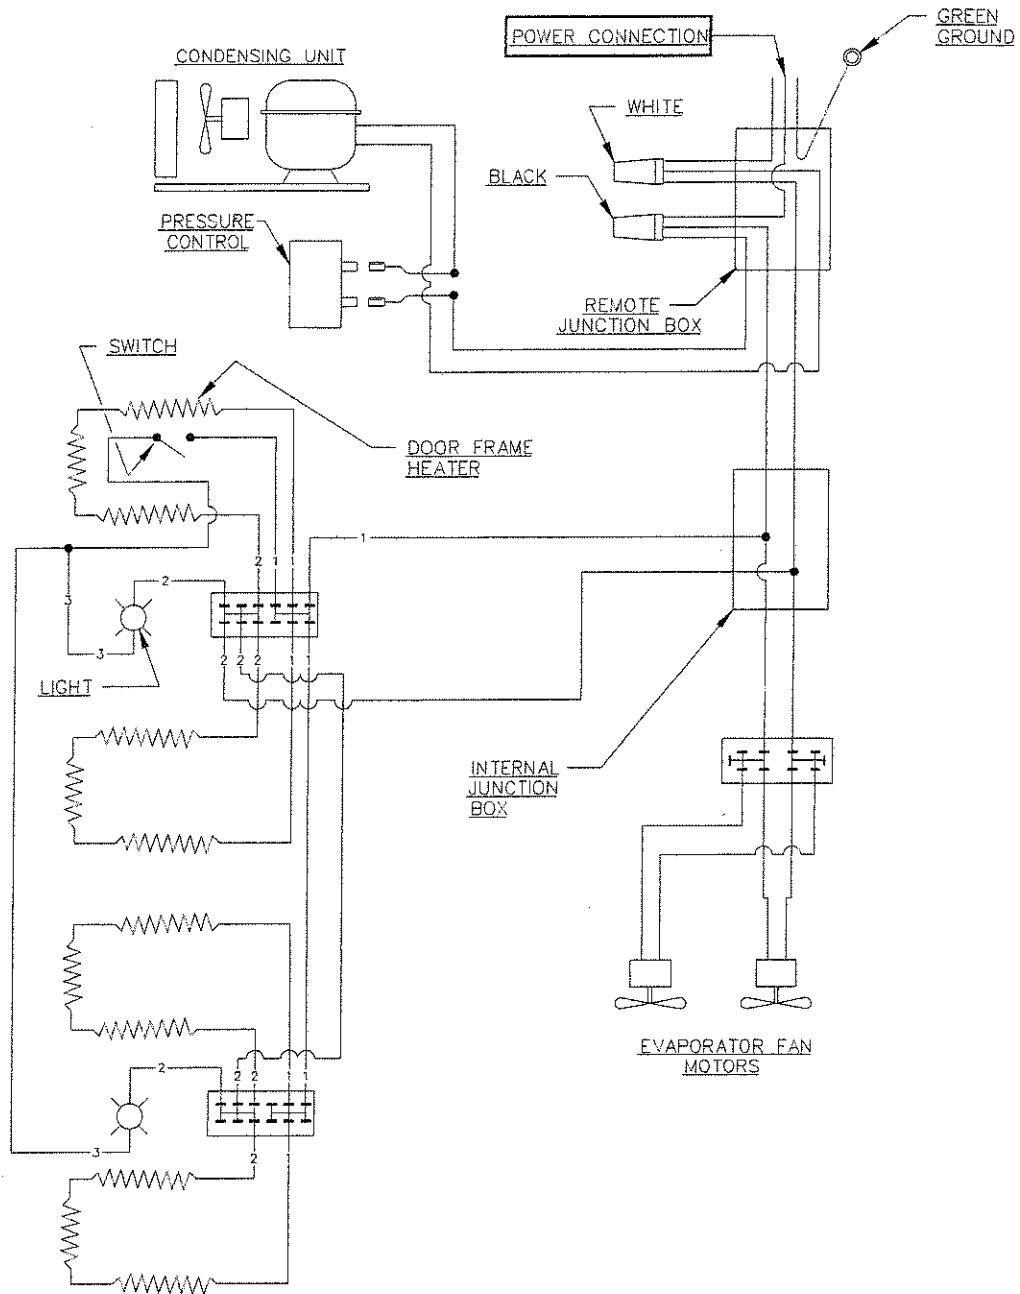 GREEN
GROUND
POWER CONNECTION
CONDENSING UNIT
WHITE
BLACK
PRESSURE
CONTROL
REMOTE
JUNCTION BOX
SWITCH
DOOR FRAME
HEATER
1
2
1
1
2
3
3
2
2
2
1
1
LIGHT
INTERNAL
JUNCTION
BOX
EVAPORATOR FAN
MOTORS
2
2
2
1
1
3
2
1